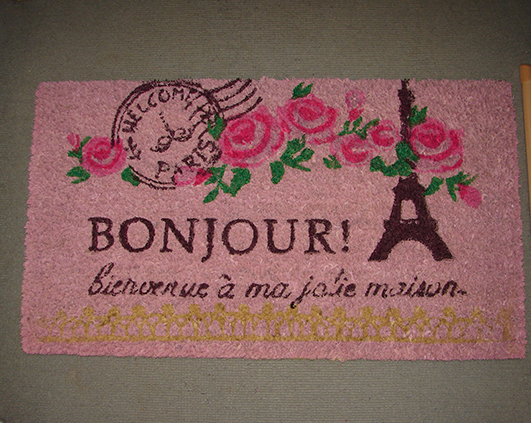 WELCOME
PARIS
BONJOUR!
bienvenue à ma jolie maison